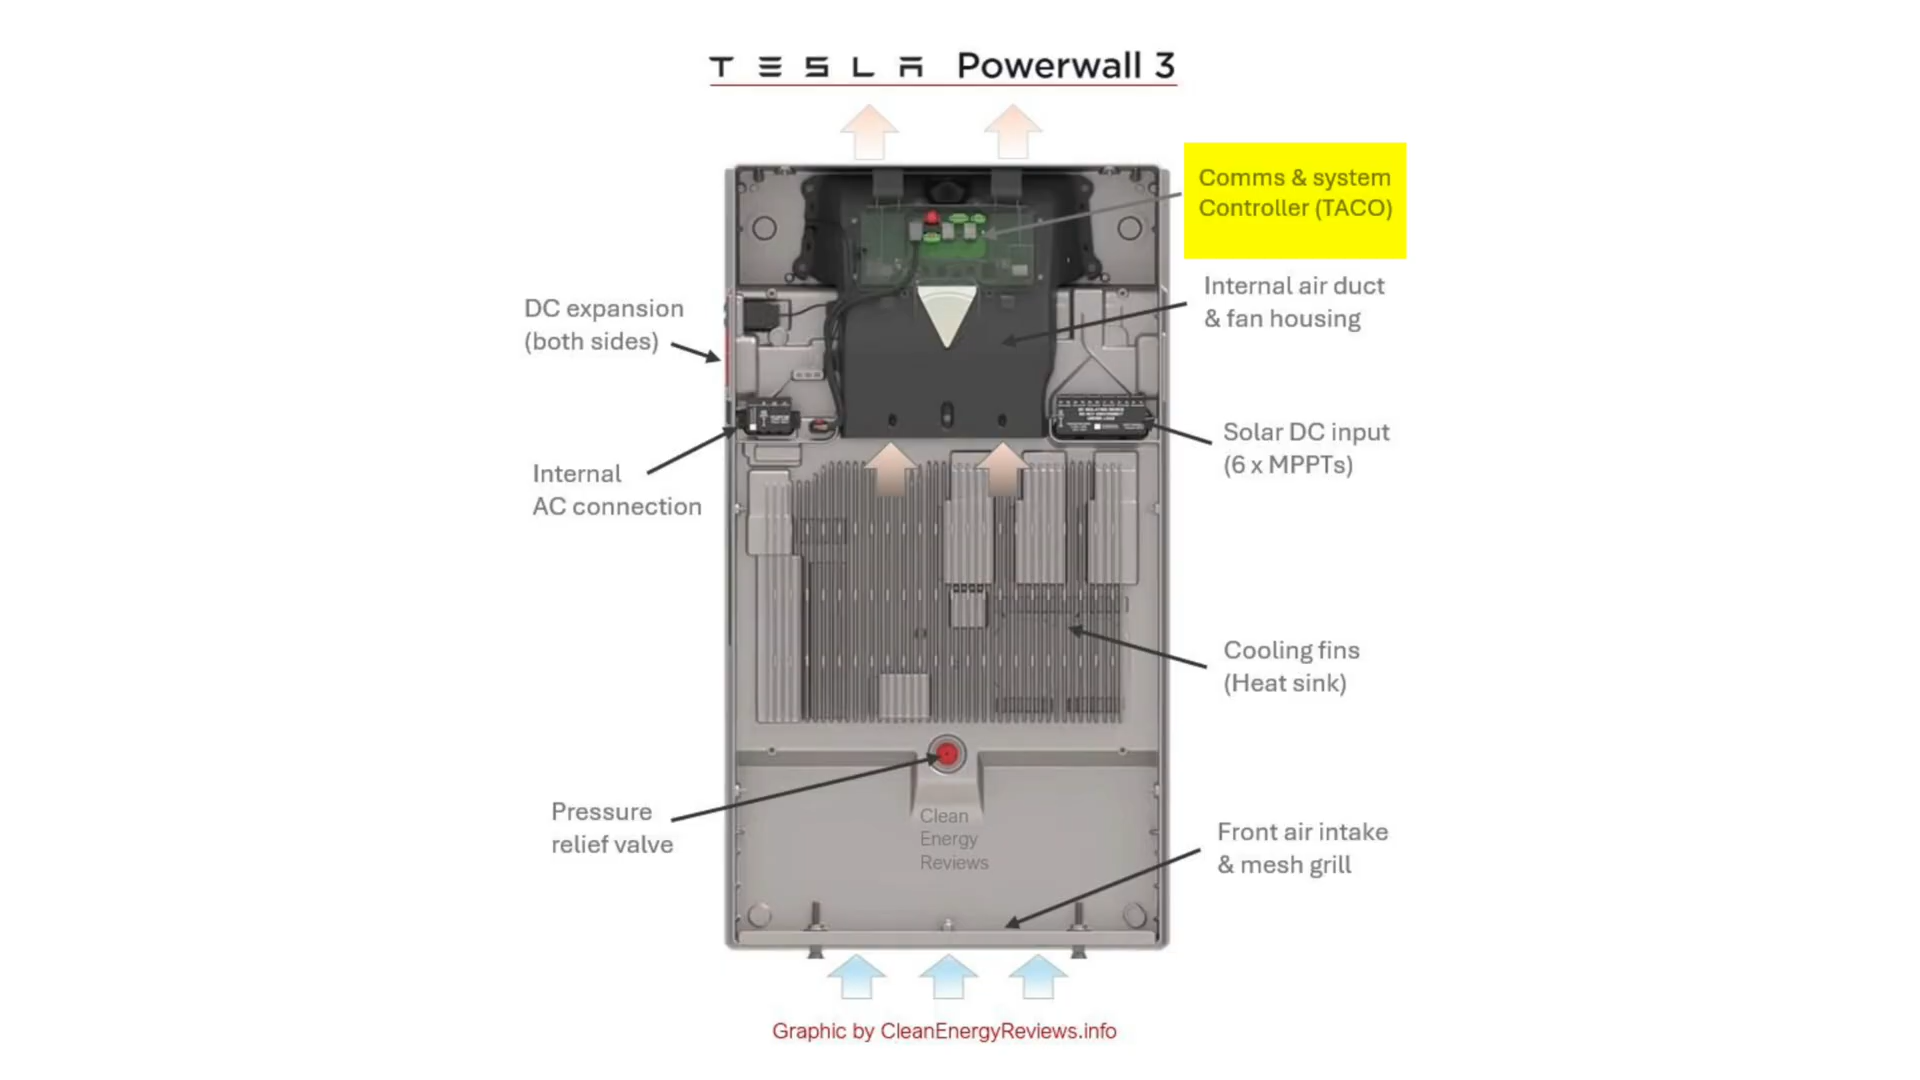 TESLA Powerwall 3
Comms & system
Controller (TACO)
Internal air duct
& fan housing
DC expansion
(both sides)
Solar DC input
(6 x MPPTs)
Internal
AC connection
Cooling fins
(Heat sink)
Pressure
relief valve
Clean
Energy
Reviews
Front air intake
& mesh grill
Graphic by CleanEnergyReviews.info